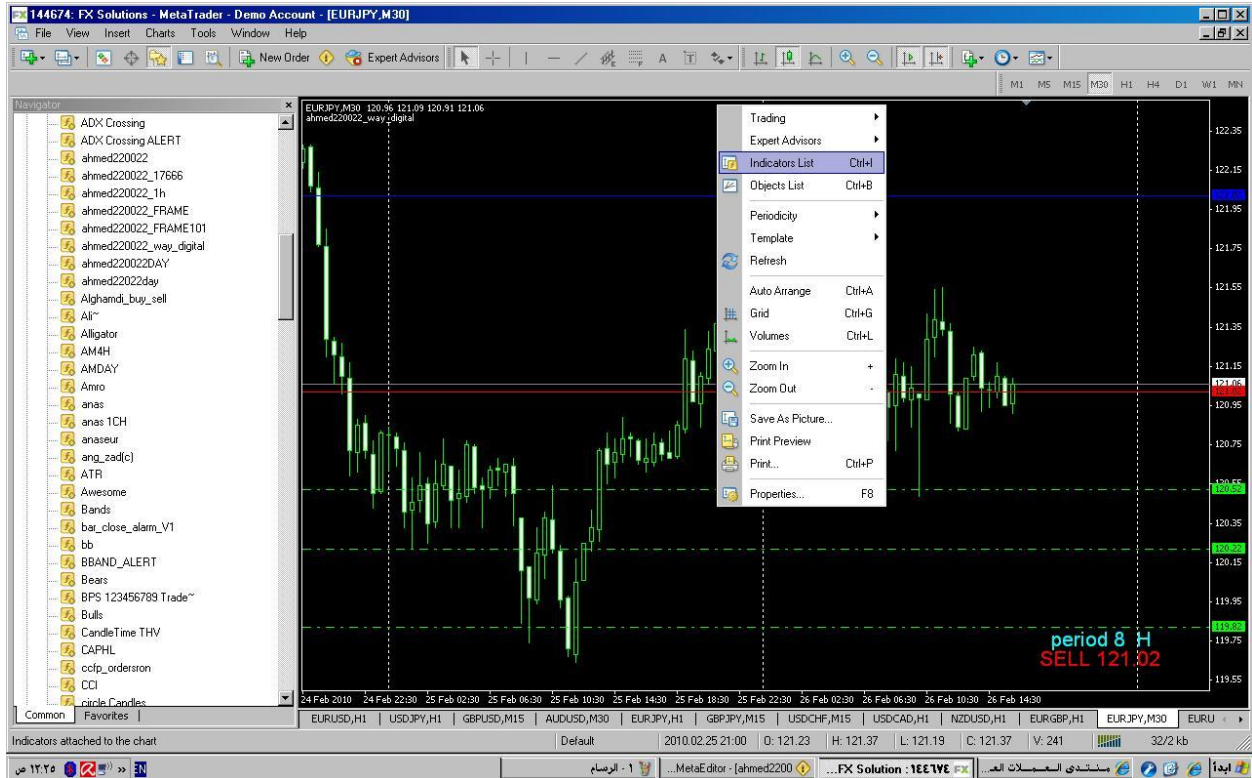 144674: FX Solutions - MetaTrader - Demo Account - [EURJPY,M30]
File View Insert Charts Tools Window Help
New Order Expert Advisors
M1 M5 M15 M30 H1 H4 D1 W1 MN
Navigator
ADX Crossing
ADX Crossing ALERT
ahmed220022
ahmed220022_17666
ahmed220022_1h
ahmed220022_FRAME
ahmed220022_FRAME101
ahmed220022_way_digital
ahmed220022DAY
ahmed22022day
Alghamdi_buy_sell
Ali~
Alligator
AM4H
AMDAY
Amro
anas
anas 1CH
anaseur
ang_zad(c)
ATR
Awesome
Bands
bar_close_alarm_V1
bb
BBAND_ALERT
Bears
BPS 123456789 Trade~
Bulls
CandleTime THV
CAPHL
ccfp_ordersron
CCI
circle Candles
Common Favorites
EURJPY,M30 120.96 121.09 120.91 121.06
ahmed220022_way_digital
Trading
Expert Advisors
Indicators List Ctrl+I
Objects List Ctrl+B
Periodicity
Template
Refresh
Auto Arrange Ctrl+A
Grid Ctrl+G
Volumes Ctrl+L
Zoom In +
Zoom Out -
Save As Picture...
Print Preview
Print... Ctrl+P
Properties... F8
122.35
122.15
121.95
121.75
121.55
121.35
121.15
121.06
120.95
120.75
120.55
120.52
120.35
120.22
120.15
119.95
119.82
119.75
119.55
period 8 H
SELL 121.02
24 Feb 2010 24 Feb 22:30 25 Feb 02:30 25 Feb 06:30 25 Feb 10:30 25 Feb 14:30 25 Feb 18:30 25 Feb 22:30 26 Feb 02:30 26 Feb 06:30 26 Feb 10:30 26 Feb 14:30
EURUSD,H1 USDJPY,H1 GBPUSD,M15 AUDUSD,M30 EURJPY,H1 GBPJPY,M15 USDCHF,M15 USDCAD,H1 NZDUSD,H1 EURGBP,H1 EURJPY,M30 EURU
Indicators attached to the chart Default 2010.02.25 21:00 O: 121.23 H: 121.37 L: 121.19 C: 121.37 V: 241 32/2 kb
١٢:٢٥ ص EN ١ - الرسام ...MetaEditor - [ahmed2200 ...FX Solution : ١٤٤٦٧٤ منتدى العملات العـ... ابدأ